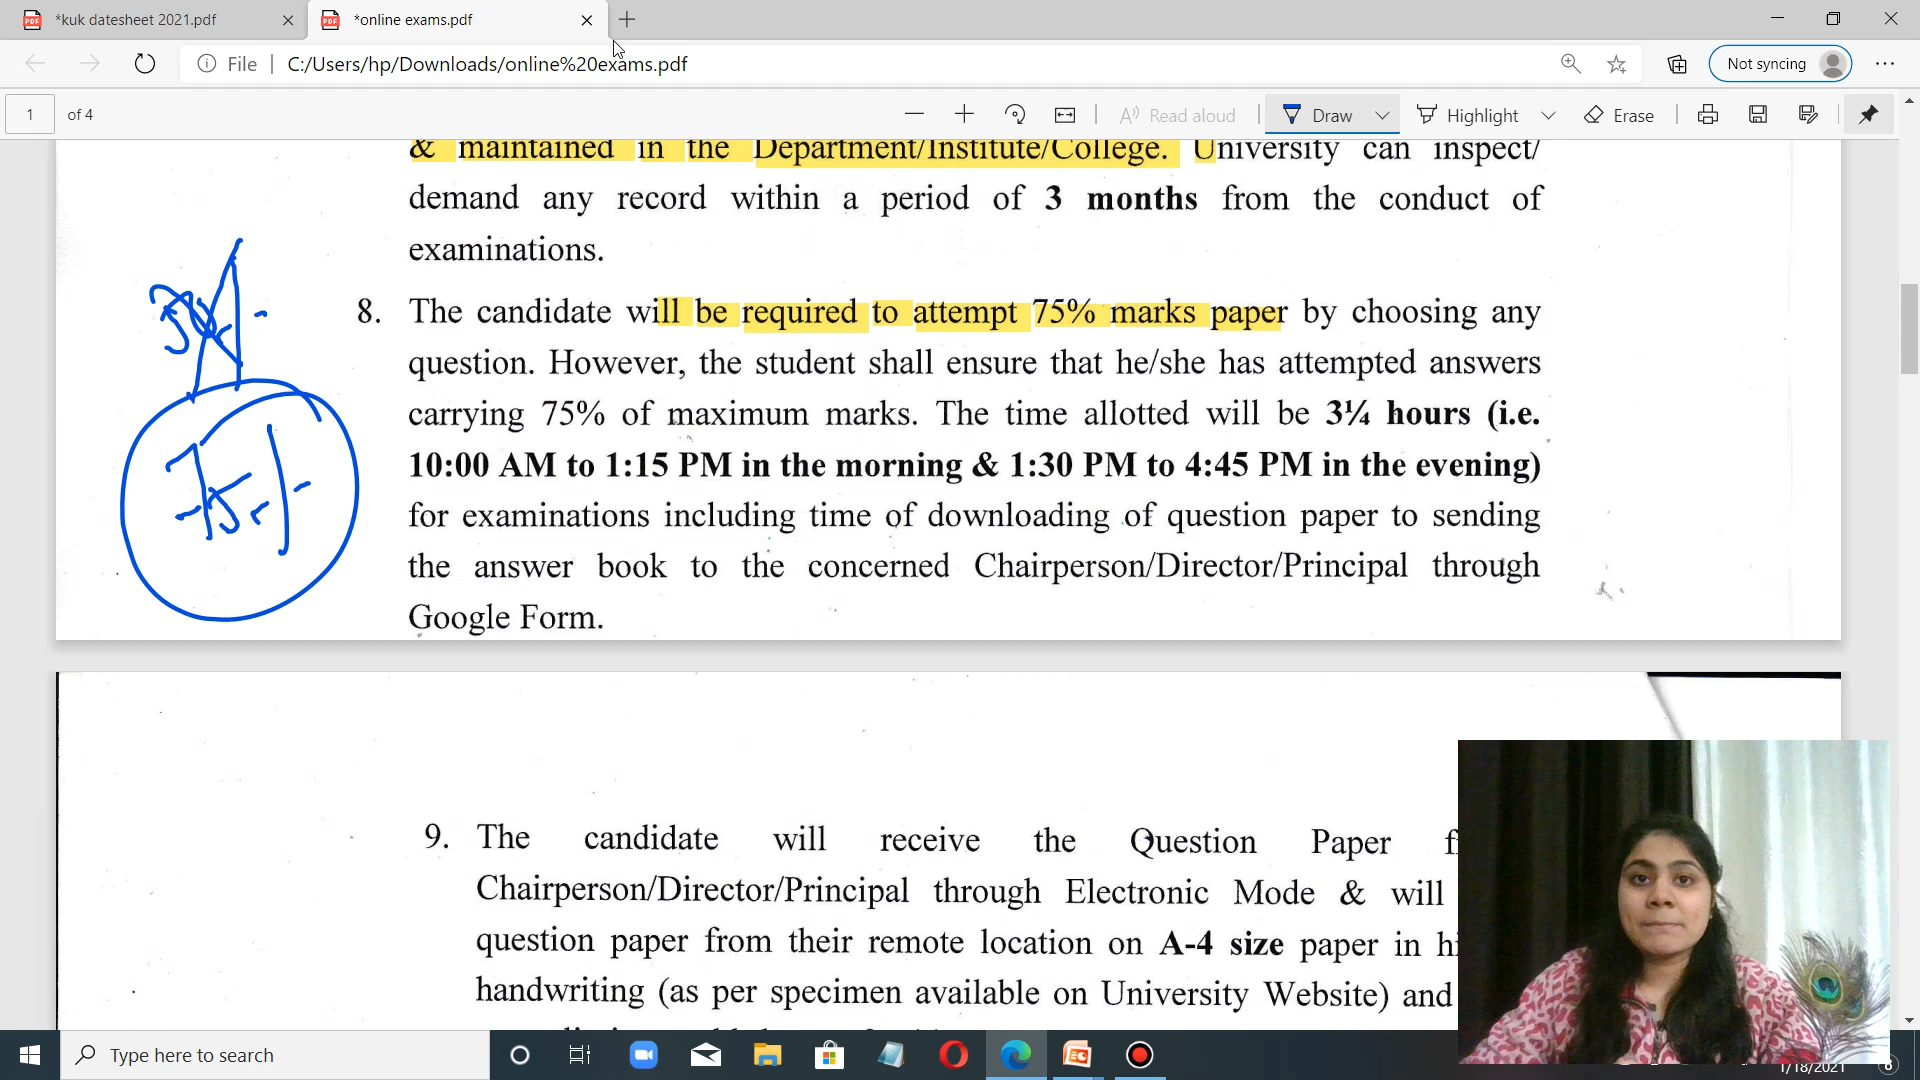 *kuk datesheet 2021.pdf
*online exams.pdf
File
C:/Users/hp/Downloads/online%20exams.pdf
Not syncing
1 of 4
Read aloud
Draw
Highlight
Erase
& maintained in the Department/Institute/College. University can inspect/
demand any record within a period of 3 months from the conduct of
examinations.
8. The candidate will be required to attempt 75% marks paper by choosing any
question. However, the student shall ensure that he/she has attempted answers
carrying 75% of maximum marks. The time allotted will be 3¼ hours (i.e.
10:00 AM to 1:15 PM in the morning & 1:30 PM to 4:45 PM in the evening)
for examinations including time of downloading of question paper to sending
the answer book to the concerned Chairperson/Director/Principal through
Google Form.
75%
9. The candidate will receive the Question Paper
Chairperson/Director/Principal through Electronic Mode & will
question paper from their remote location on A-4 size paper in
handwriting (as per specimen available on University Website) and
Type here to search
1/18/2021